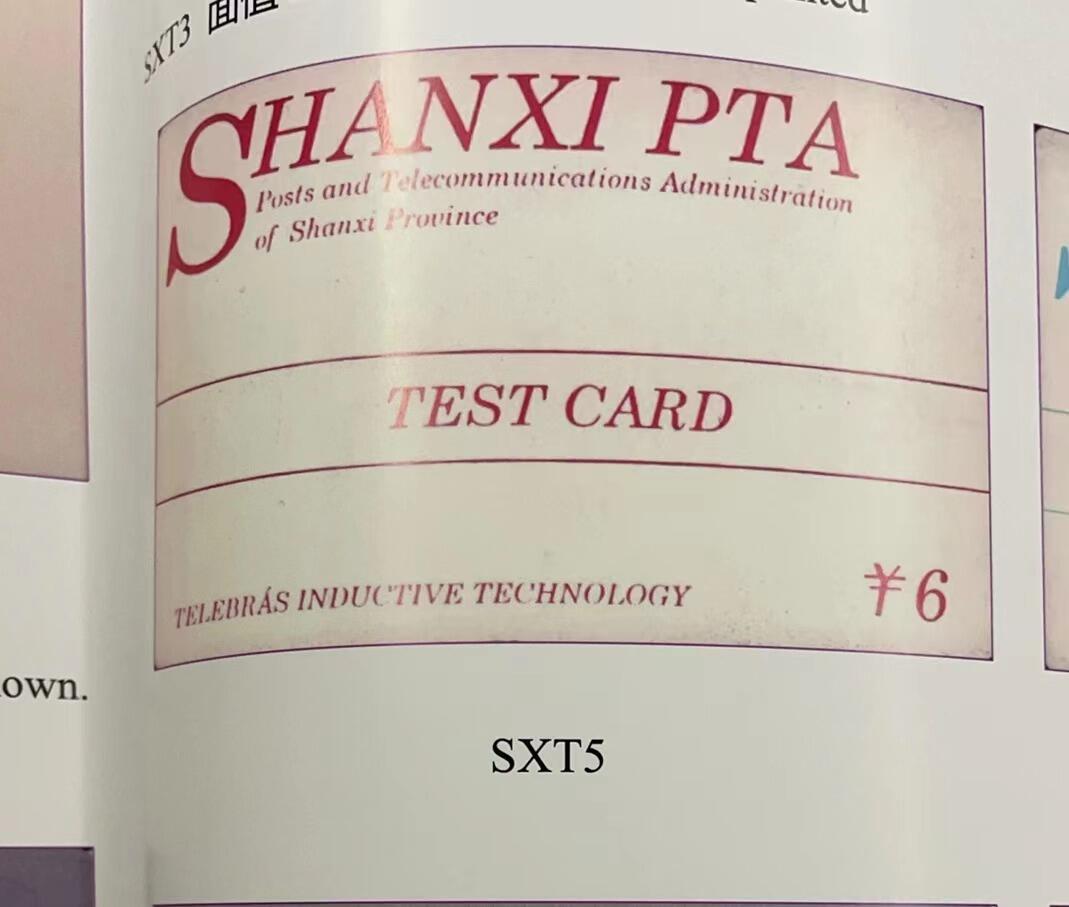 SXT3 面值
SHANXI PTA
Posts and Telecommunications Administration
of Shanxi Province
TEST CARD
TELEBRÁS INDUCTIVE TECHNOLOGY
¥6
own.
SXT5